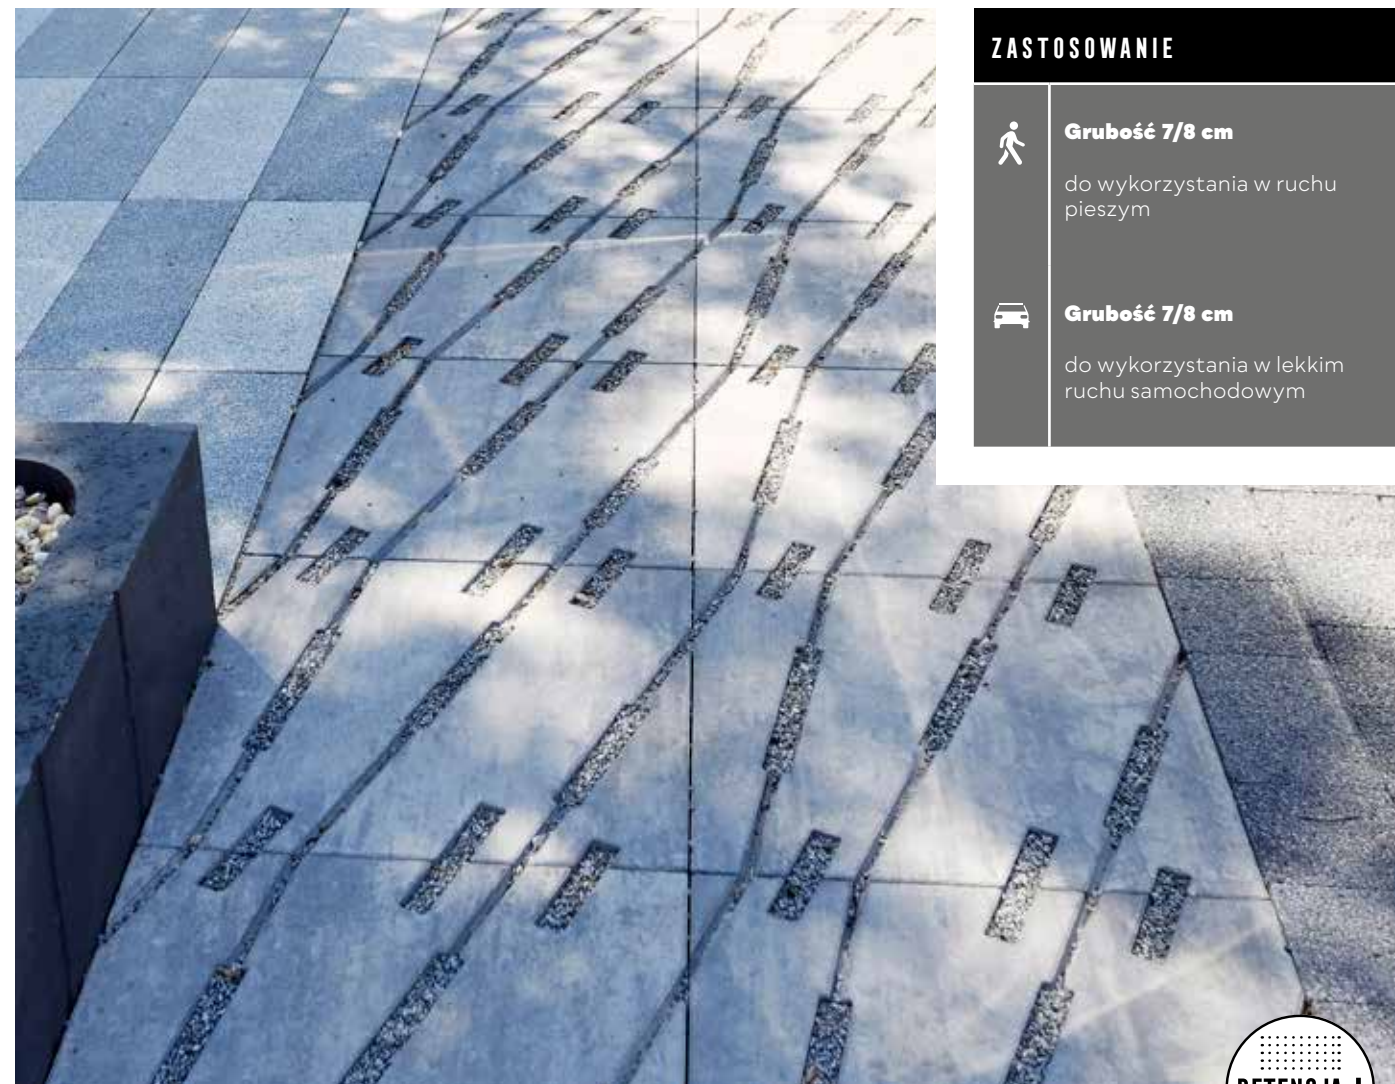 ZASTOSOWANIE
Grubość 7/8 cm
do wykorzystania w ruchu
pieszym
Grubość 7/8 cm
do wykorzystania w lekkim
ruchu samochodowym